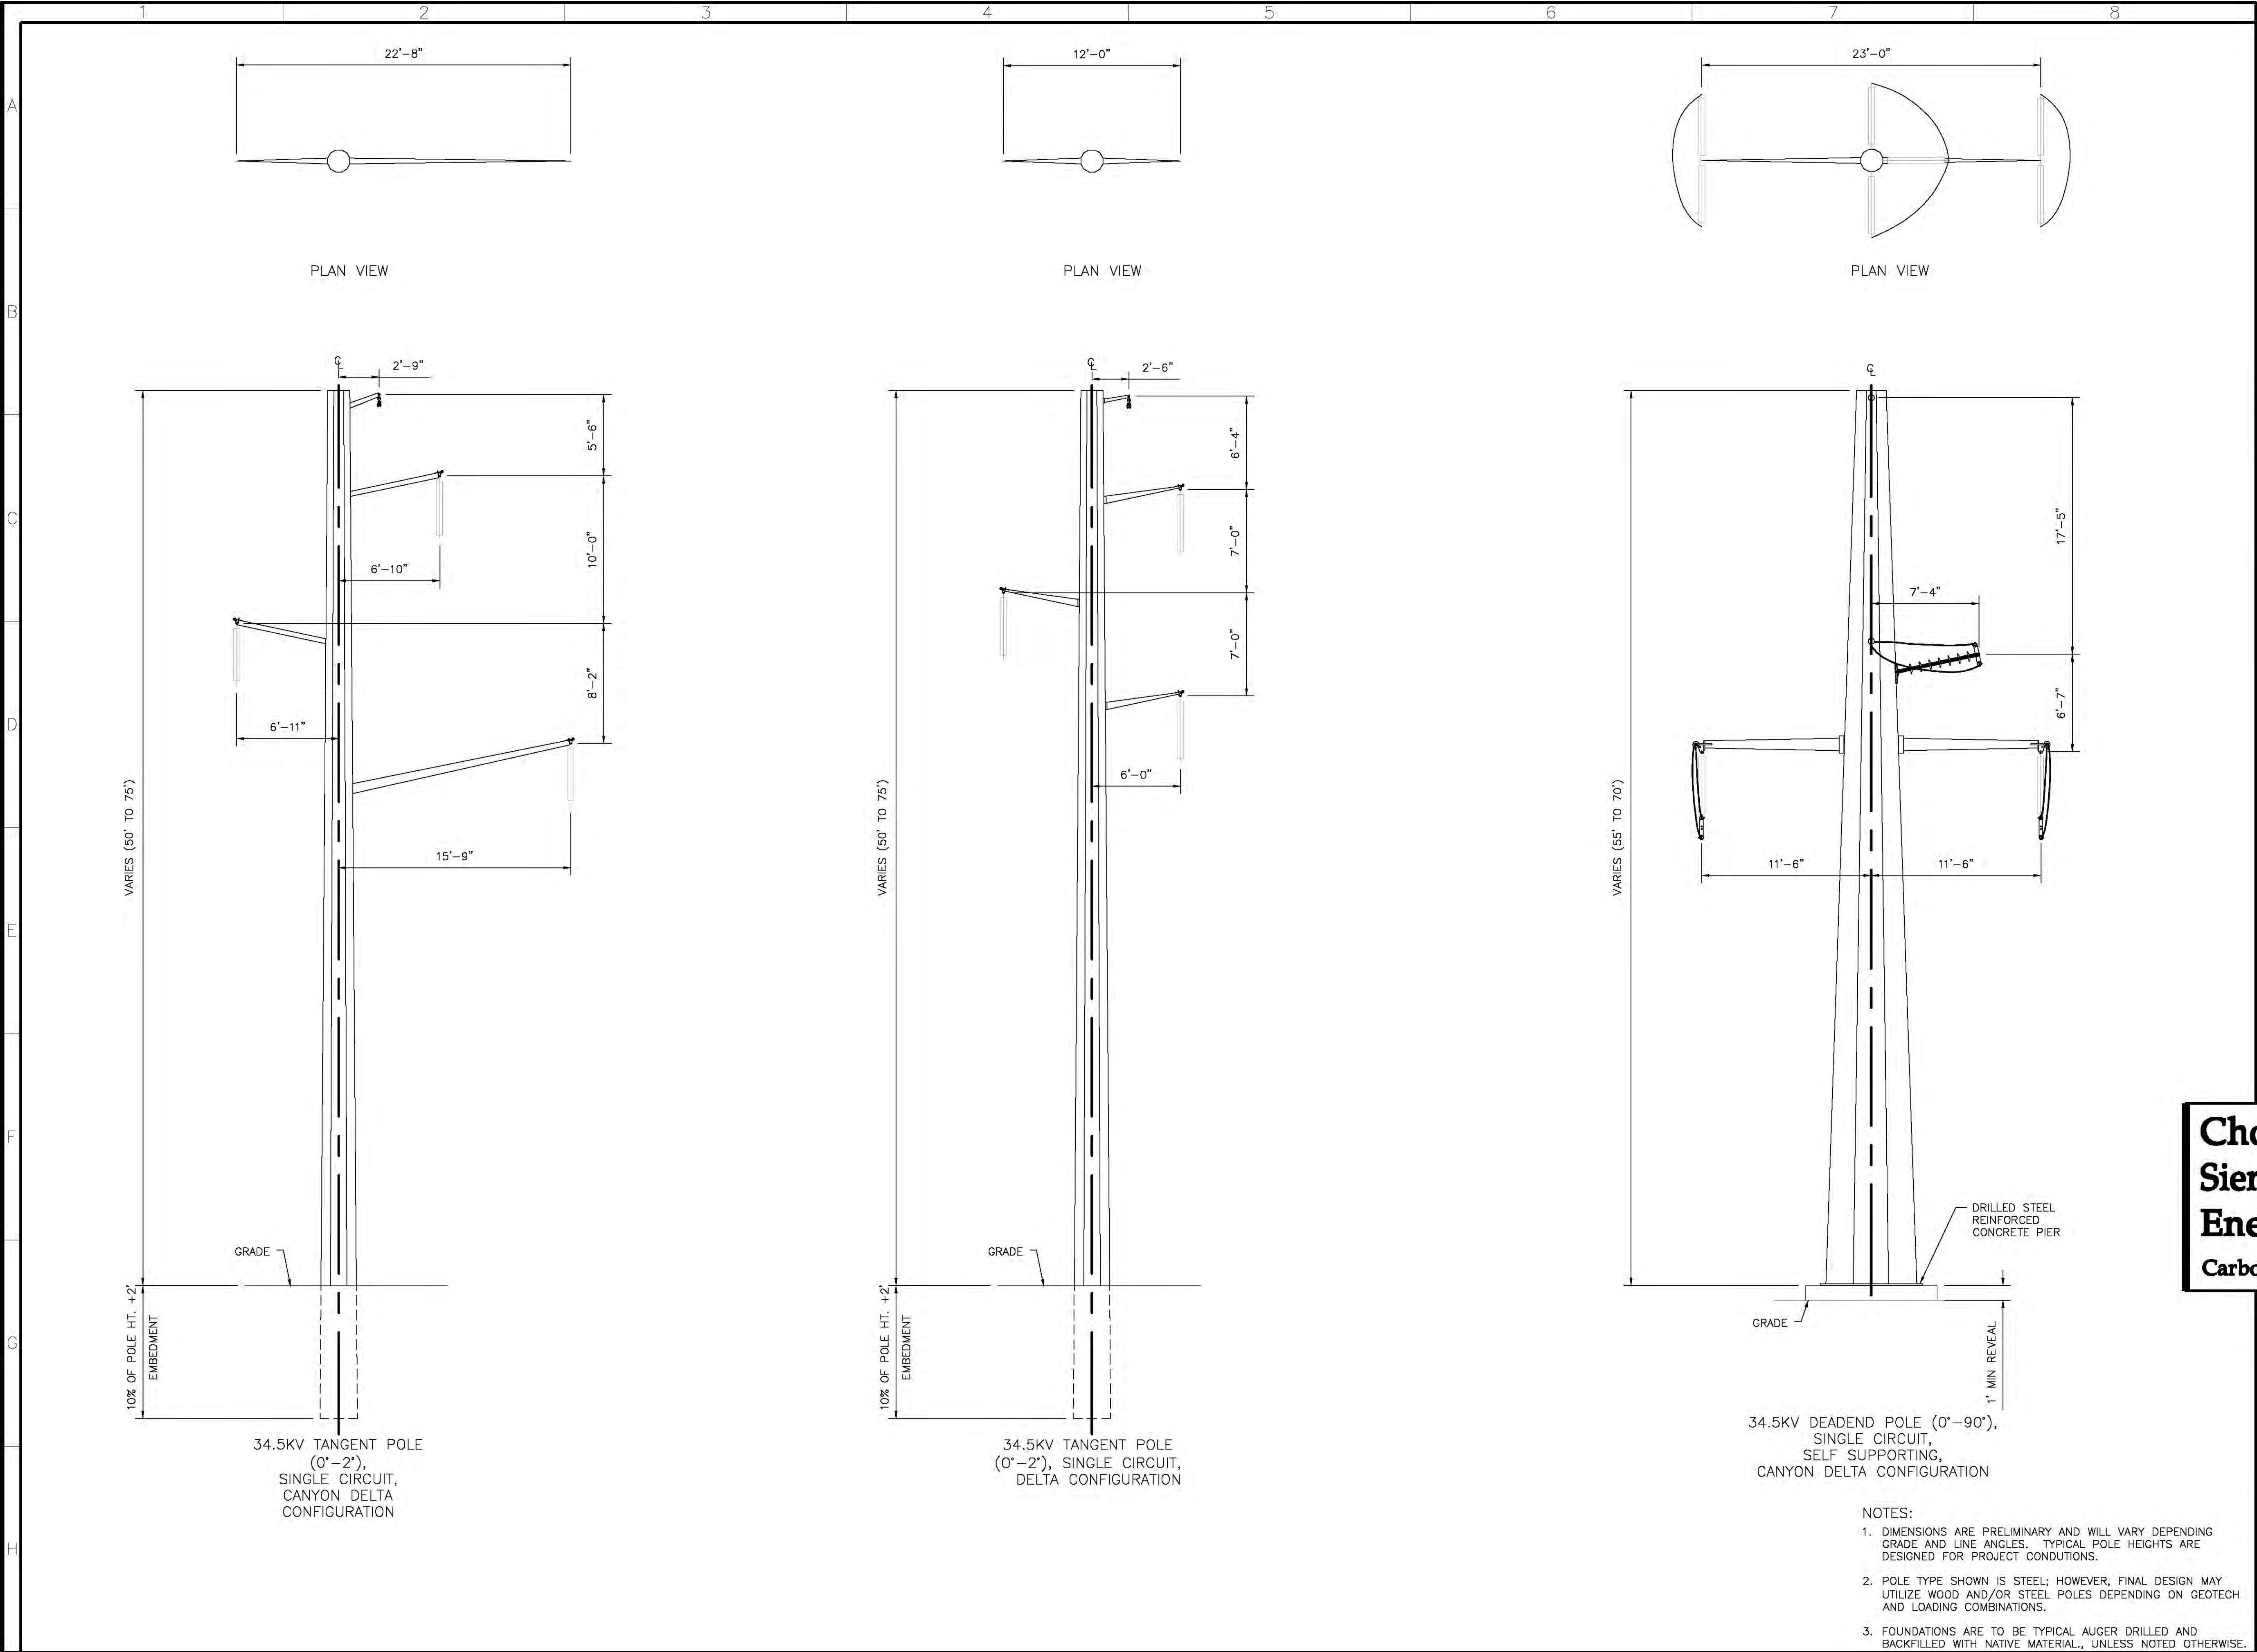 1 2 3 4 5 6 7 8
A
B
C
D
E
F
G
H
22'-8"
PLAN VIEW
℄
2'-9"
5'-6"
10'-0"
8'-2"
6'-10"
6'-11"
15'-9"
VARIES (50' TO 75')
GRADE
10% OF POLE HT. +2'
EMBEDMENT
34.5KV TANGENT POLE
(0°-2°),
SINGLE CIRCUIT,
CANYON DELTA
CONFIGURATION
12'-0"
PLAN VIEW
℄
2'-6"
6'-4"
7'-0"
7'-0"
6'-0"
VARIES (50' TO 75')
GRADE
10% OF POLE HT. +2'
EMBEDMENT
34.5KV TANGENT POLE
(0°-2°), SINGLE CIRCUIT,
DELTA CONFIGURATION
23'-0"
PLAN VIEW
℄
17'-5"
7'-4"
6'-7"
11'-6" 11'-6"
VARIES (55' TO 70')
DRILLED STEEL
REINFORCED
CONCRETE PIER
GRADE
1' MIN REVEAL
34.5KV DEADEND POLE (0°-90°),
SINGLE CIRCUIT,
SELF SUPPORTING,
CANYON DELTA CONFIGURATION
NOTES:
1. DIMENSIONS ARE PRELIMINARY AND WILL VARY DEPENDING
GRADE AND LINE ANGLES. TYPICAL POLE HEIGHTS ARE
DESIGNED FOR PROJECT CONDUTIONS.
2. POLE TYPE SHOWN IS STEEL; HOWEVER, FINAL DESIGN MAY
UTILIZE WOOD AND/OR STEEL POLES DEPENDING ON GEOTECH
AND LOADING COMBINATIONS.
3. FOUNDATIONS ARE TO BE TYPICAL AUGER DRILLED AND
BACKFILLED WITH NATIVE MATERIAL., UNLESS NOTED OTHERWISE.